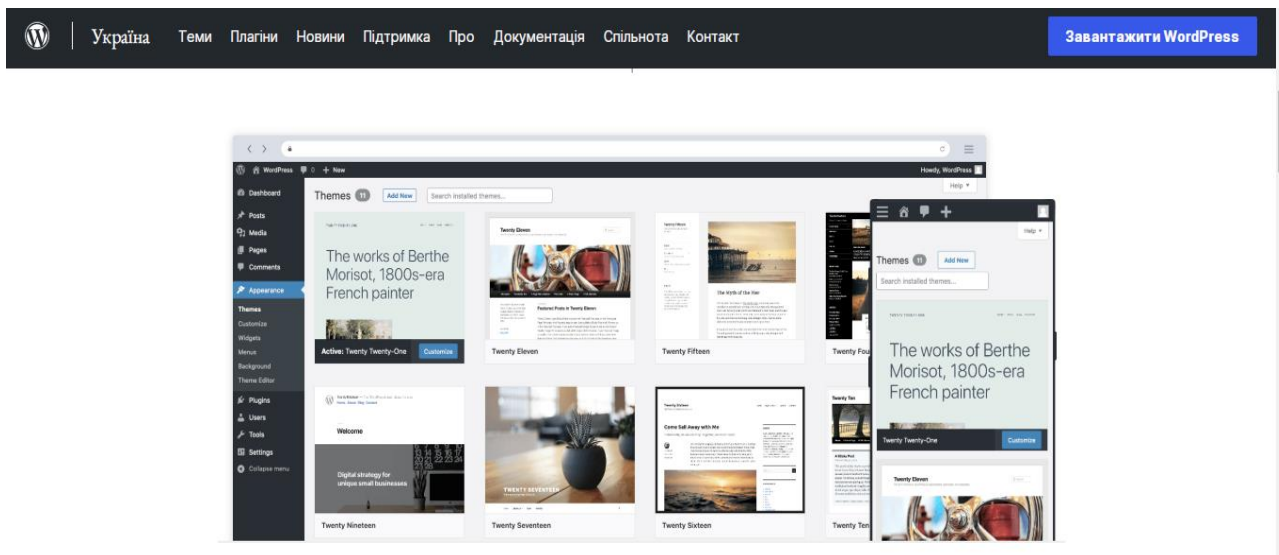 Україна Теми Плагіни Новини Підтримка Про Документація Спільнота Контакт Завантажити WordPress
WordPress 0 + New Howdy, WordPress
Help
Dashboard
Posts
Media
Pages
Comments
Appearance
Themes
Customize
Widgets
Menus
Background
Theme Editor
Plugins
Users
Tools
Settings
Collapse menu
Themes 11 Add New Search installed themes...
The works of Berthe
Morisot, 1800s-era
French painter
Active: Twenty Twenty-One Customize
Twenty Eleven
Featured Posts in Twenty Eleven
Twenty Eleven
The Myth of the Har
Twenty Fifteen
Twenty Fou
Welcome
Digital strategy for
unique small businesses
Twenty Nineteen
TWENTY SEVENTEEN
Twenty Seventeen
Come Sail Away with Me
Twenty Sixteen
Twenty Ten
Twenty Ten
Help
Themes 11 Add New
Search installed themes...
The works of Berthe
Morisot, 1800s-era
French painter
Twenty Twenty-One Customize
Twenty Eleven